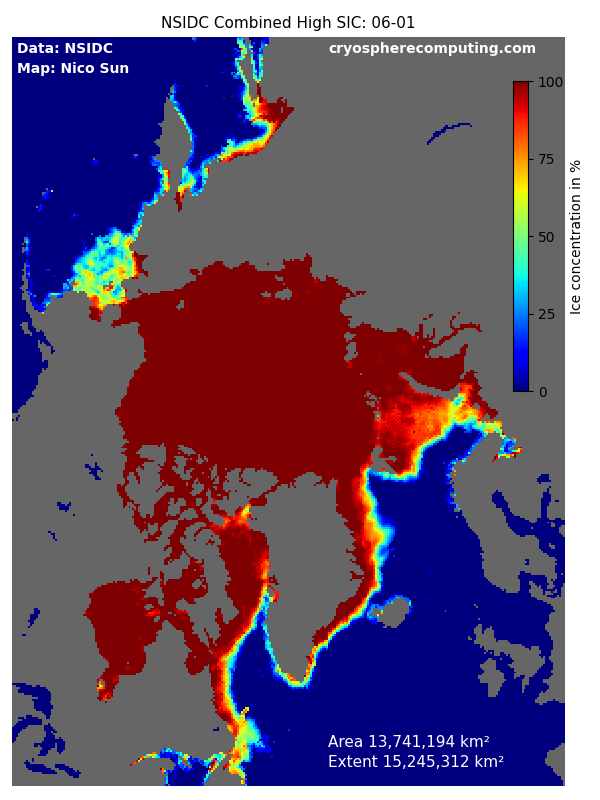 NSIDC Combined High SIC: 06-01
Data: NSIDC
Map: Nico Sun
cryospherecomputing.com
100
75
50
25
0
Ice concentration in %
Area 13,741,194 km²
Extent 15,245,312 km²